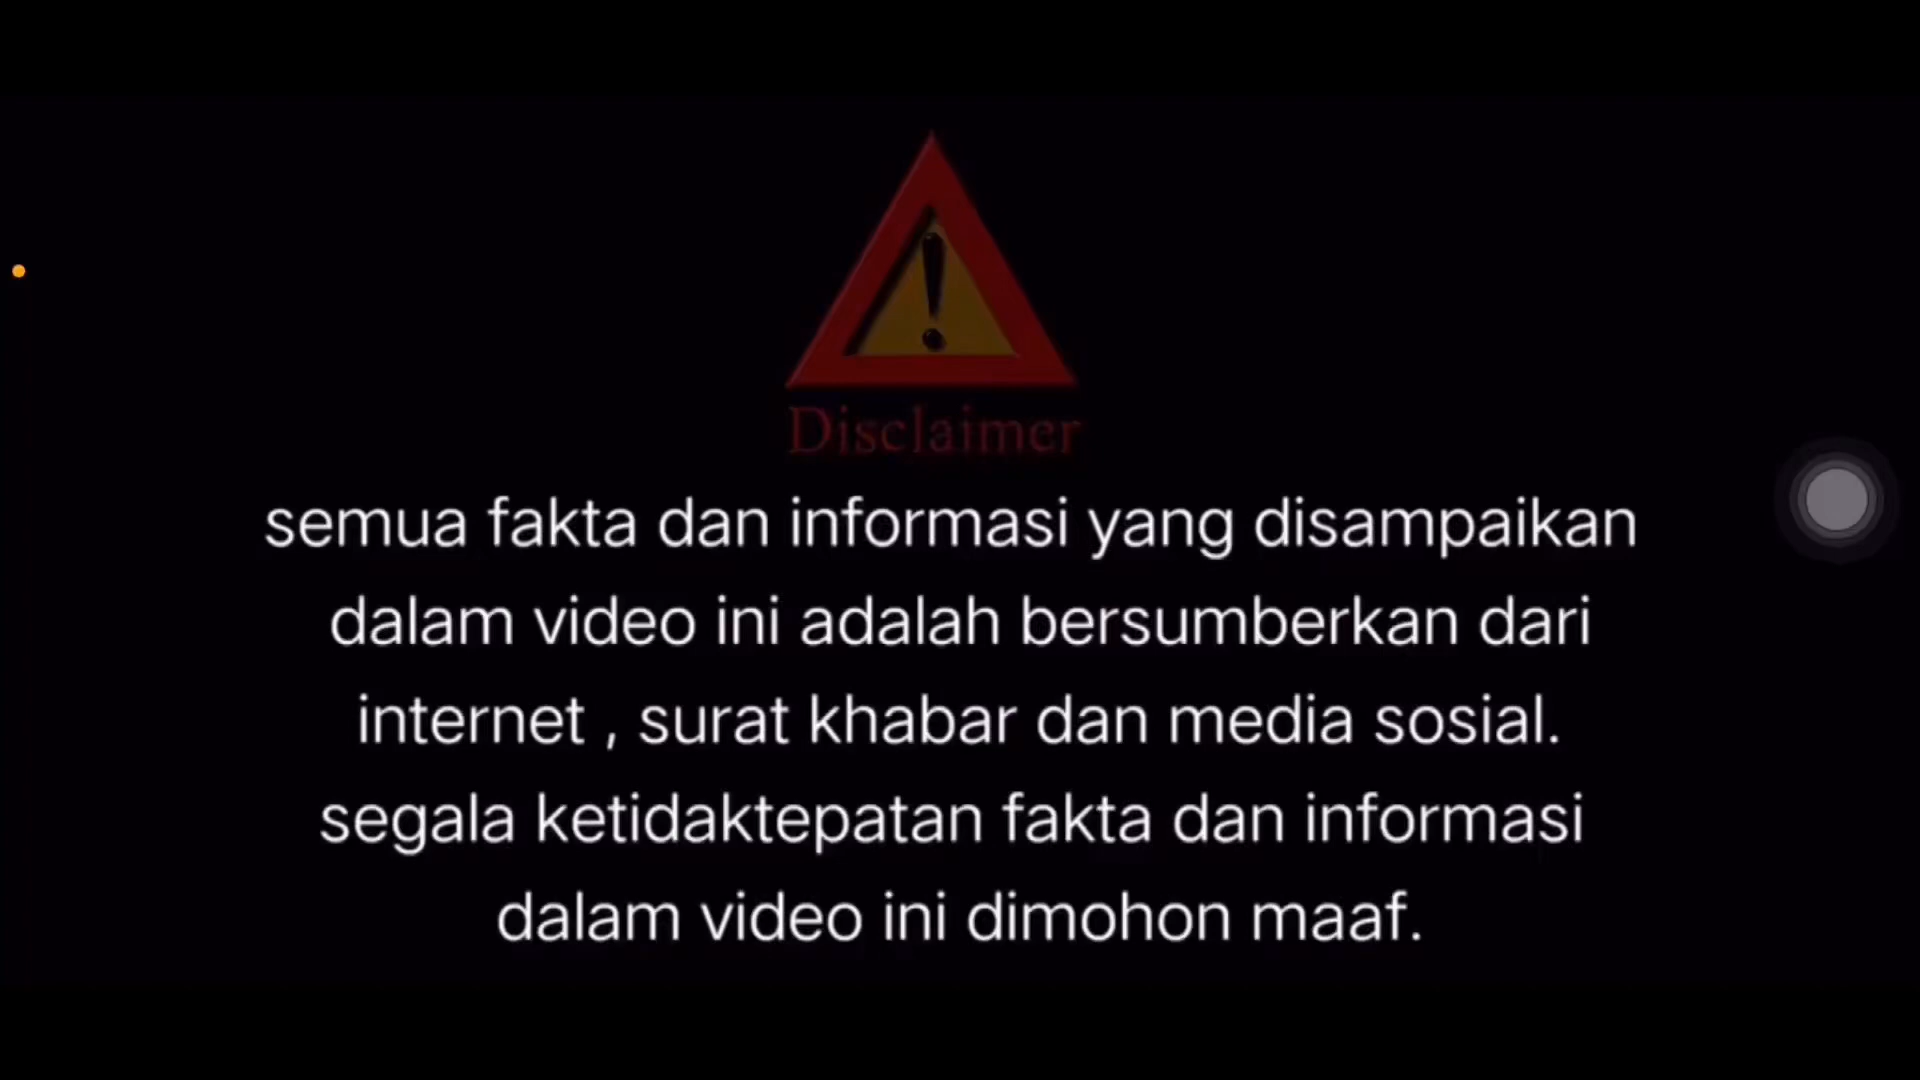 Disclaimer
semua fakta dan informasi yang disampaikan
dalam video ini adalah bersumberkan dari
internet , surat khabar dan media sosial.
segala ketidaktepatan fakta dan informasi
dalam video ini dimohon maaf.